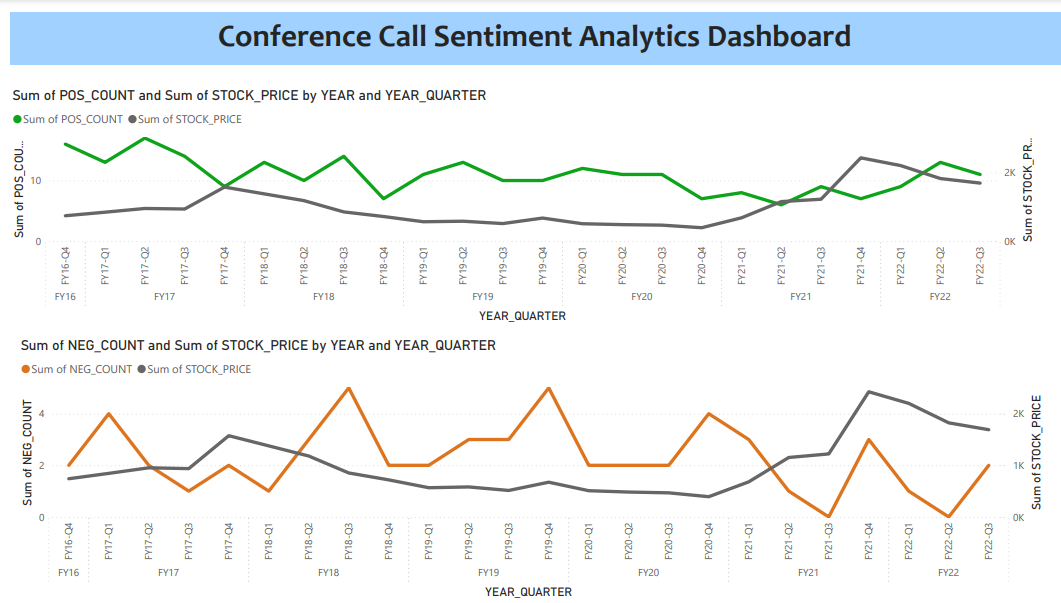 Conference Call Sentiment Analytics Dashboard
Sum of POS_COUNT and Sum of STOCK_PRICE by YEAR and YEAR_QUARTER
Sum of POS_COUNT Sum of STOCK_PRICE
Sum of POS_COU...
10
0
2K
0K
Sum of STOCK_PR...
FY16-Q4 FY17-Q1 FY17-Q2 FY17-Q3 FY17-Q4 FY18-Q1 FY18-Q2 FY18-Q3 FY18-Q4 FY19-Q1 FY19-Q2 FY19-Q3 FY19-Q4 FY20-Q1 FY20-Q2 FY20-Q3 FY20-Q4 FY21-Q1 FY21-Q2 FY21-Q3 FY21-Q4 FY22-Q1 FY22-Q2 FY22-Q3
FY16 FY17 FY18 FY19 FY20 FY21 FY22
YEAR_QUARTER
Sum of NEG_COUNT and Sum of STOCK_PRICE by YEAR and YEAR_QUARTER
Sum of NEG_COUNT Sum of STOCK_PRICE
Sum of NEG_COUNT
4
2
0
2K
1K
0K
Sum of STOCK_PRICE
FY16-Q4 FY17-Q1 FY17-Q2 FY17-Q3 FY17-Q4 FY18-Q1 FY18-Q2 FY18-Q3 FY18-Q4 FY19-Q1 FY19-Q2 FY19-Q3 FY19-Q4 FY20-Q1 FY20-Q2 FY20-Q3 FY20-Q4 FY21-Q1 FY21-Q2 FY21-Q3 FY21-Q4 FY22-Q1 FY22-Q2 FY22-Q3
FY16 FY17 FY18 FY19 FY20 FY21 FY22
YEAR_QUARTER